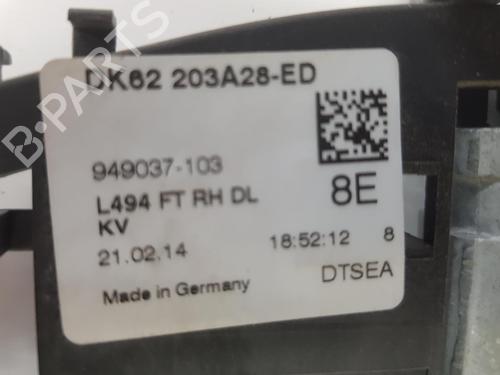 DK62 203A28-ED
949037-103
8E
L494 FT RH DL
KV
21.02.14 18:52:12 8
DTSEA
Made in Germany
B-PARTS